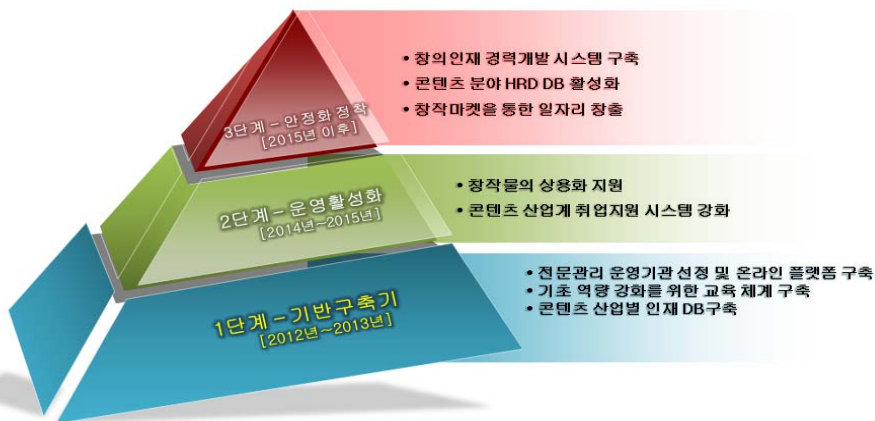 • 창의인재 경력개발 시스템 구축
• 콘텐츠 분야 HRD DB 활성화
• 창작마켓을 통한 일자리 창출
3단계 – 안정화 정착
[2015년 이후]
• 창작물의 상용화 지원
• 콘텐츠 산업계 취업지원 시스템 강화
2단계 – 운영활성화
[2014년~2015년]
• 전문관리 운영기관 선정 및 온라인 플랫폼 구축
• 기초 역량 강화를 위한 교육 체계 구축
• 콘텐츠 산업별 인재 DB구축
1단계 – 기반구축기
[2012년~2013년]